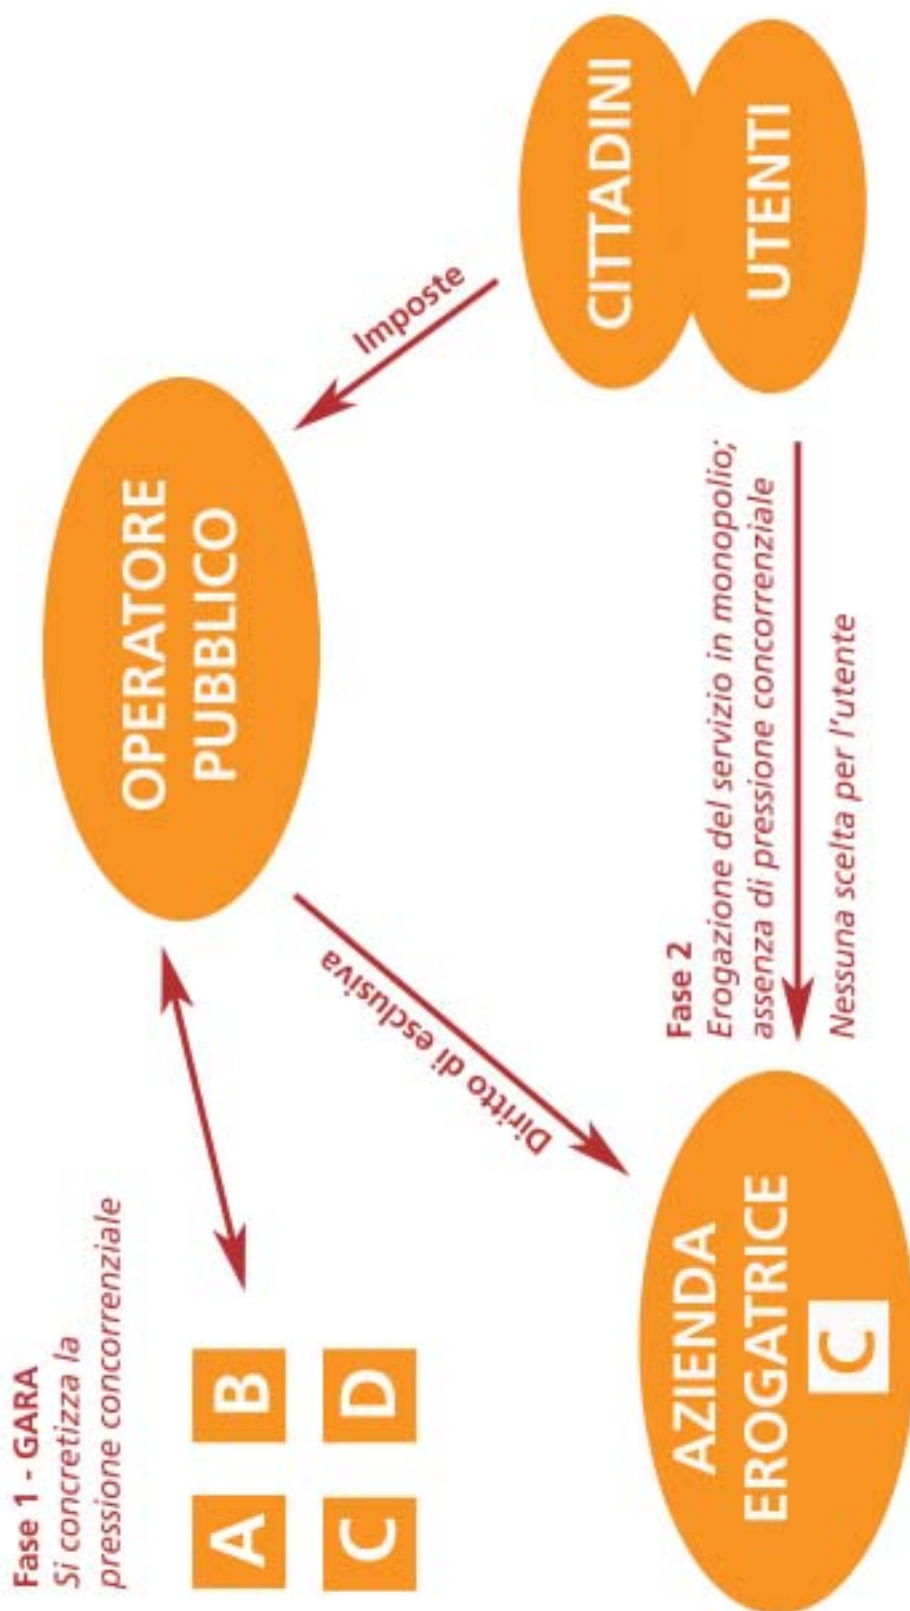 Fase 1 - GARA
Si concretizza la
pressione concorrenziale
A B
C D
OPERATORE
PUBBLICO
Imposte
CITTADINI
UTENTI
Diritto di esclusiva
Fase 2
Erogazione del servizio in monopolio;
assenza di pressione concorrenziale
Nessuna scelta per l'utente
AZIENDA
EROGATRICE
C